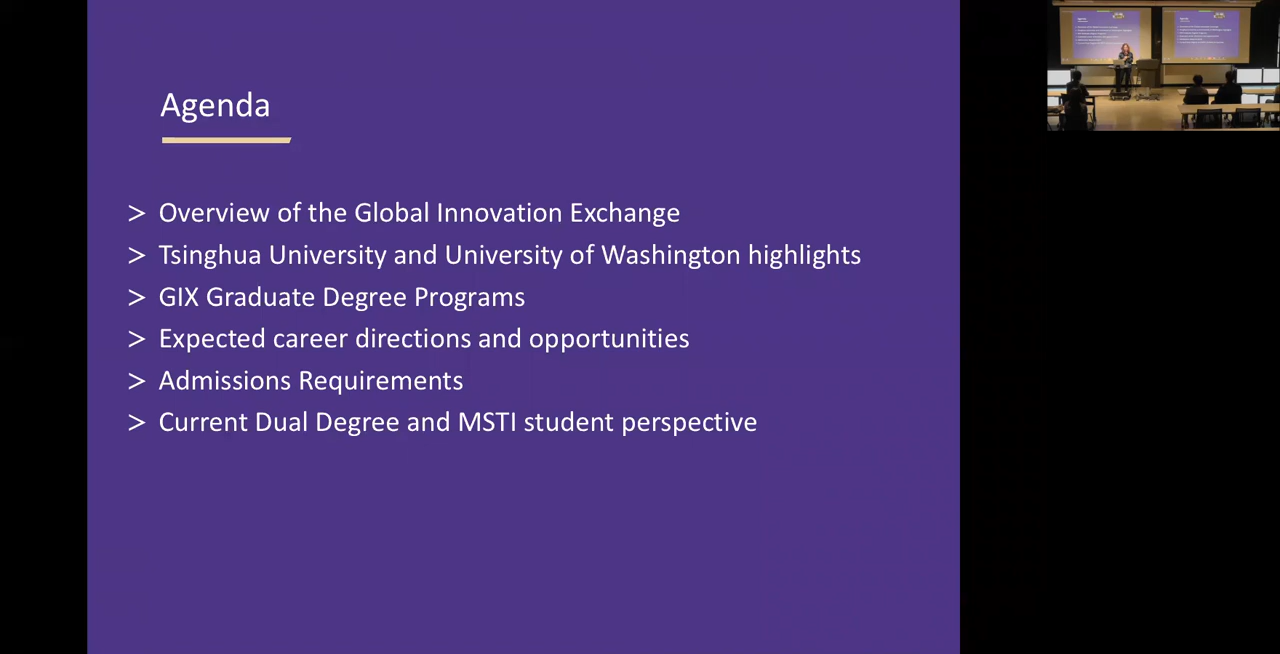 Agenda
> Overview of the Global Innovation Exchange
> Tsinghua University and University of Washington highlights
> GIX Graduate Degree Programs
> Expected career directions and opportunities
> Admissions Requirements
> Current Dual Degree and MSTI student perspective